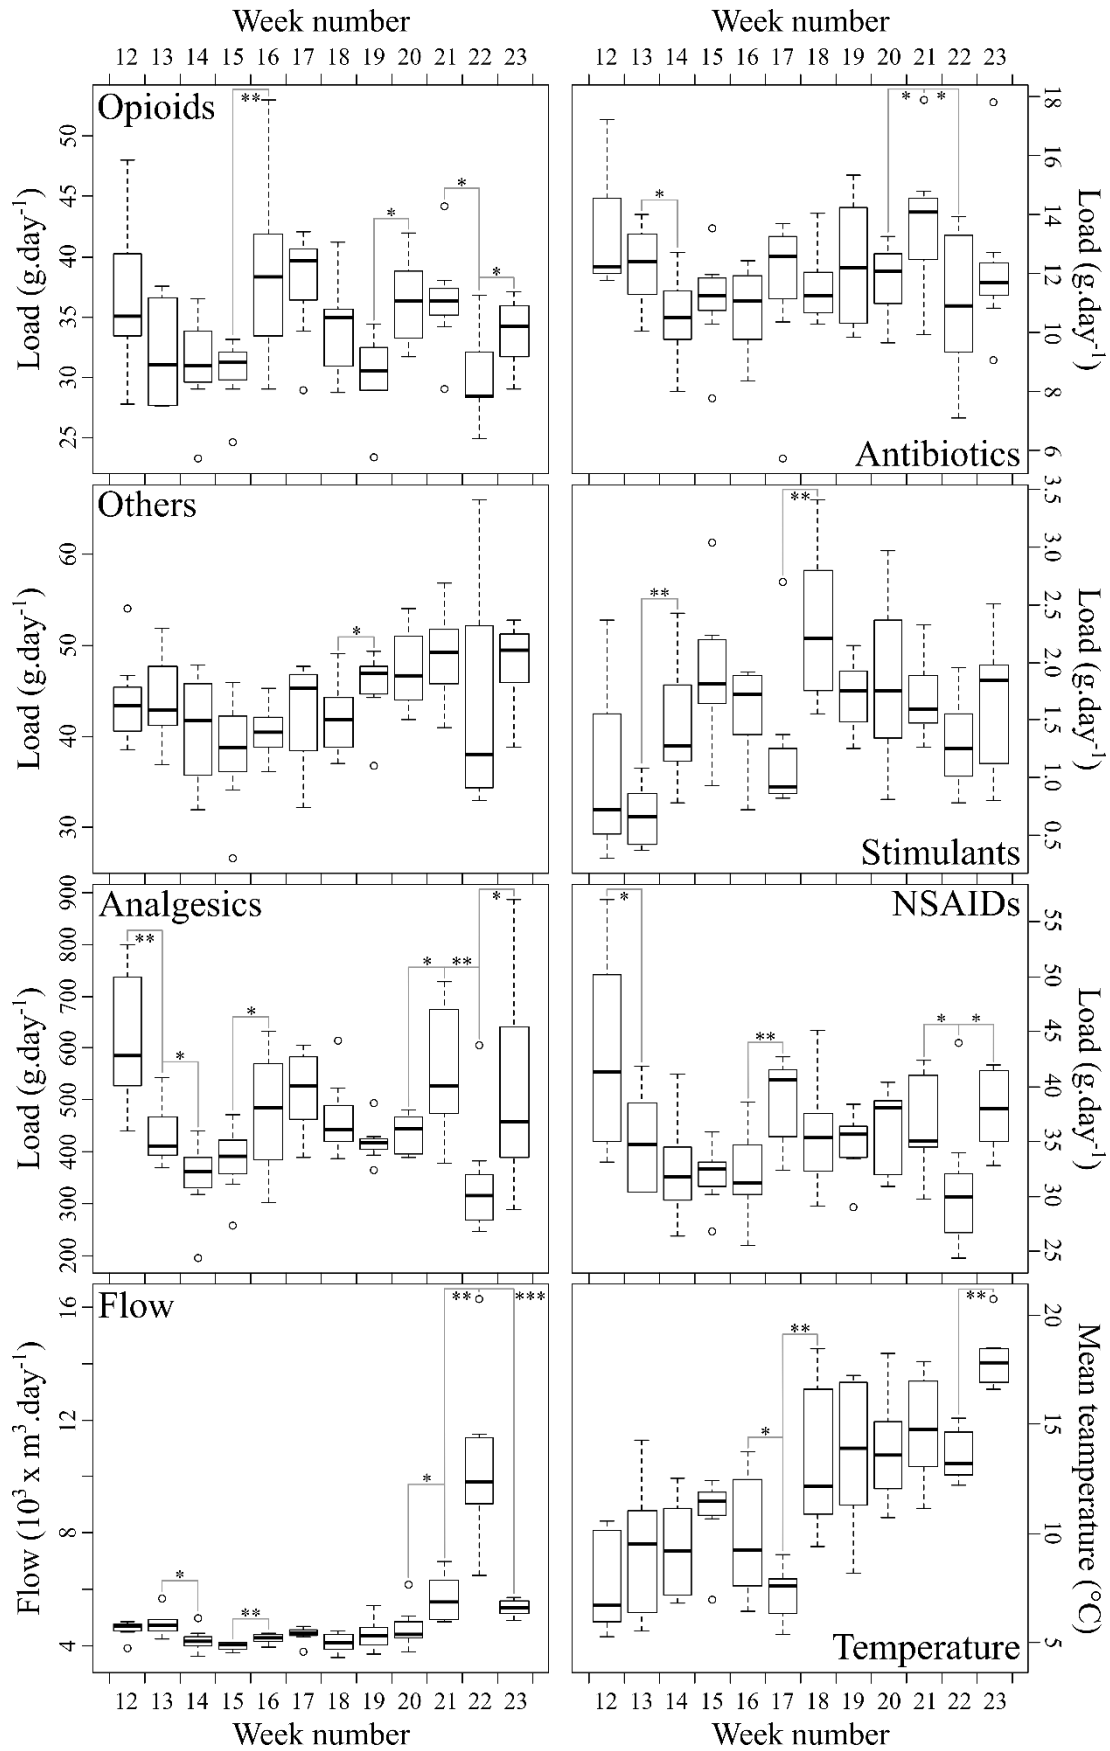 Week number Week number
12 13 14 15 16 17 18 19 20 21 22 23 12 13 14 15 16 17 18 19 20 21 22 23
Opioids
Load (g.day-1)
50
45
40
35
30
25
** * * *
Antibiotics
Load (g.day-1)
18
16
14
12
10
8
6
* * *
Others
Load (g.day-1)
60
50
40
30
*
Stimulants
Load (g.day-1)
3.5
3.0
2.5
2.0
1.5
1.0
0.5
** **
Analgesics
Load (g.day-1)
900
800
700
600
500
400
300
200
** * * * ** *
NSAIDs
Load (g.day-1)
55
50
45
40
35
30
25
* ** * *
Flow
Flow (10³ x m³.day-1)
16
12
8
4
* ** * ** ***
Temperature
Mean teamperature (°C)
20
15
10
5
* ** **
12 13 14 15 16 17 18 19 20 21 22 23 12 13 14 15 16 17 18 19 20 21 22 23
Week number Week number